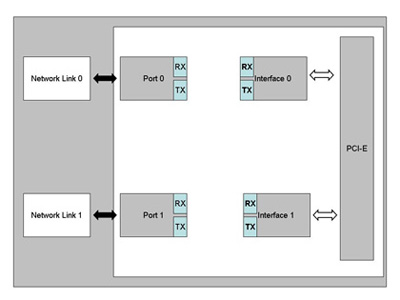 RX
RX
Network Link 0
Port 0
Interface 0
TX
TX
PCI-E
RX
RX
Network Link 1
Port 1
Interface 1
TX
TX